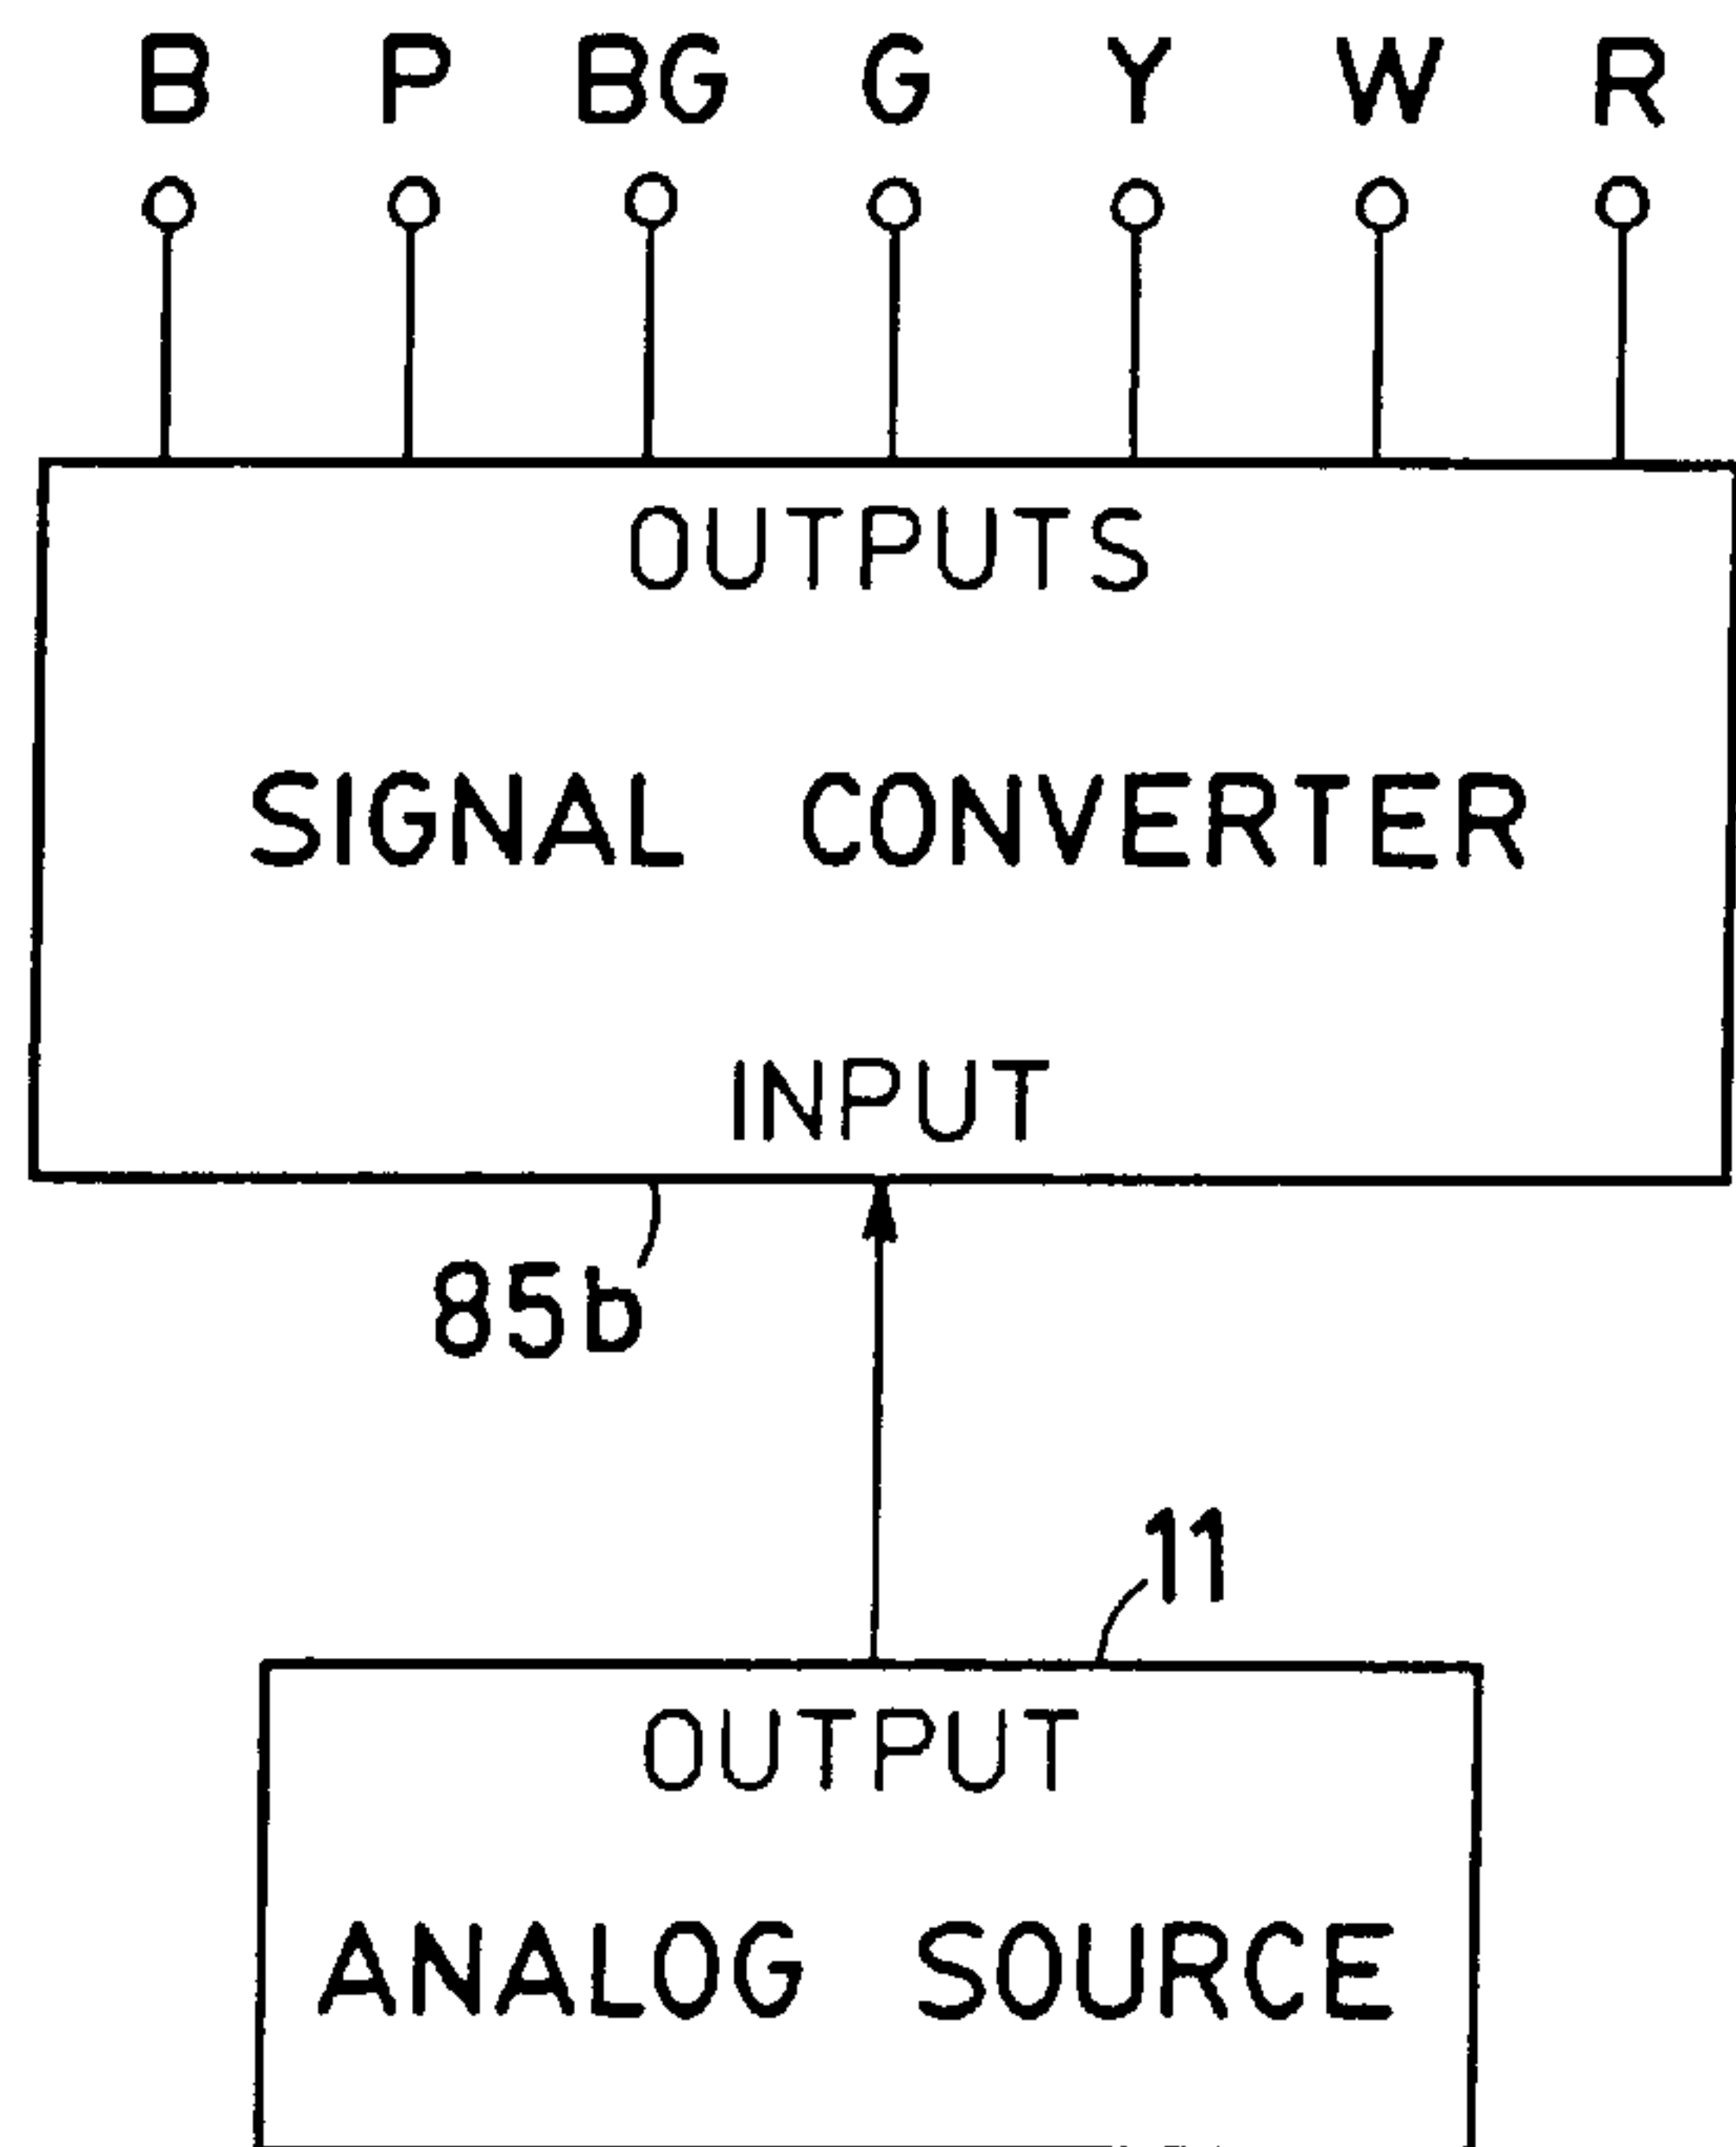 B P BG G Y W R
OUTPUTS
SIGNAL CONVERTER
INPUT
85b
11
OUTPUT
ANALOG SOURCE